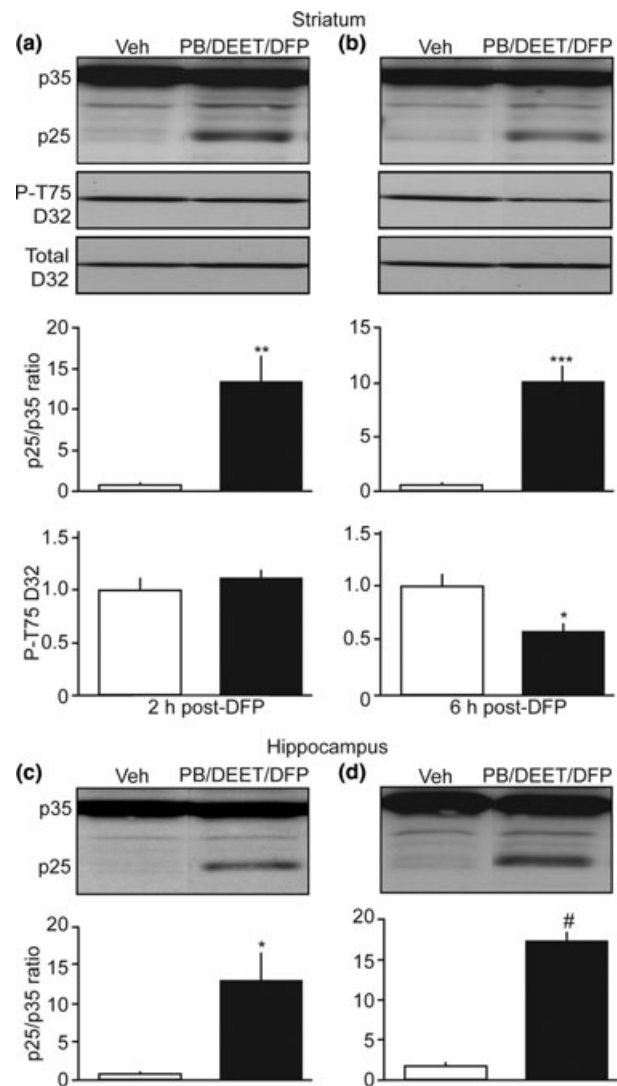 Striatum
(a) Veh PB/DEET/DFP (b) Veh PB/DEET/DFP
p35
p25
P-T75
D32
Total
D32
p25/p35 ratio
20
15
10
5
0
**
15
10
5
0
***
P-T75 D32
1.5
1.0
0.5
0
2 h post-DFP
1.5
1.0
0.5
0
*
6 h post-DFP
Hippocampus
(c) Veh PB/DEET/DFP (d) Veh PB/DEET/DFP
p35
p25
p25/p35 ratio
20
15
10
5
0
*
20
15
10
5
0
#